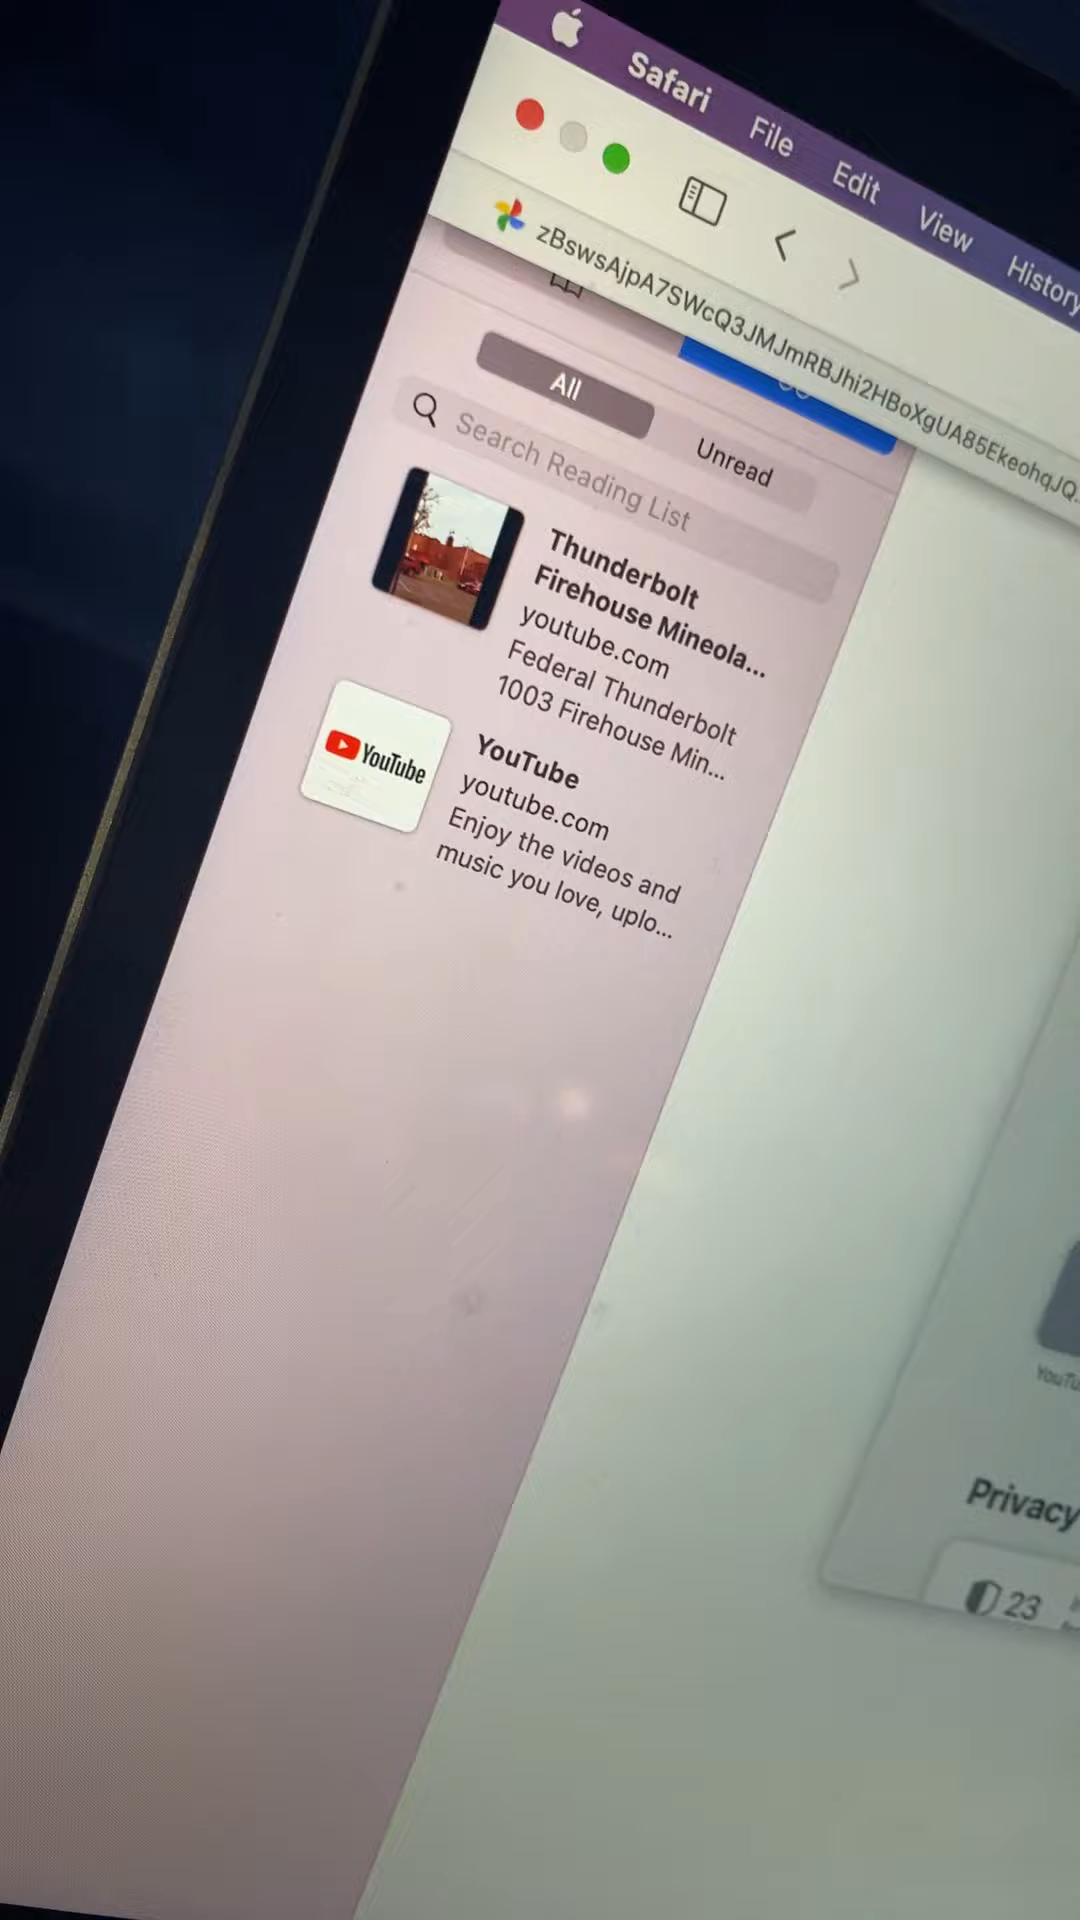 Safari File Edit View History
zBswsAjpA7SWcQ3JMJmRBJhi2HBoXgUA85EkeohqJQ
All Unread
Search Reading List
Thunderbolt
Firehouse Mineola...
youtube.com
Federal Thunderbolt
1003 Firehouse Min...
YouTube
YouTube
youtube.com
Enjoy the videos and
music you love, uplo...
YouTu
Privacy
23